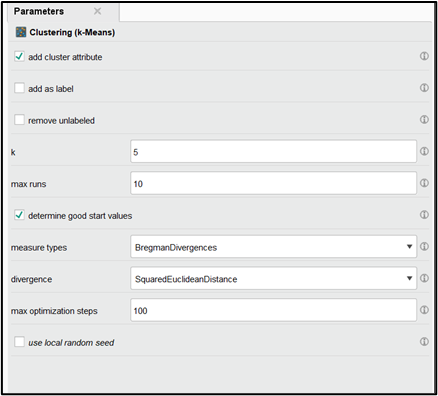 Parameters
Clustering (k-Means)
add cluster attribute
add as label
remove unlabeled
k 5
max runs 10
determine good start values
measure types BregmanDivergences
divergence SquaredEuclideanDistance
max optimization steps 100
use local random seed